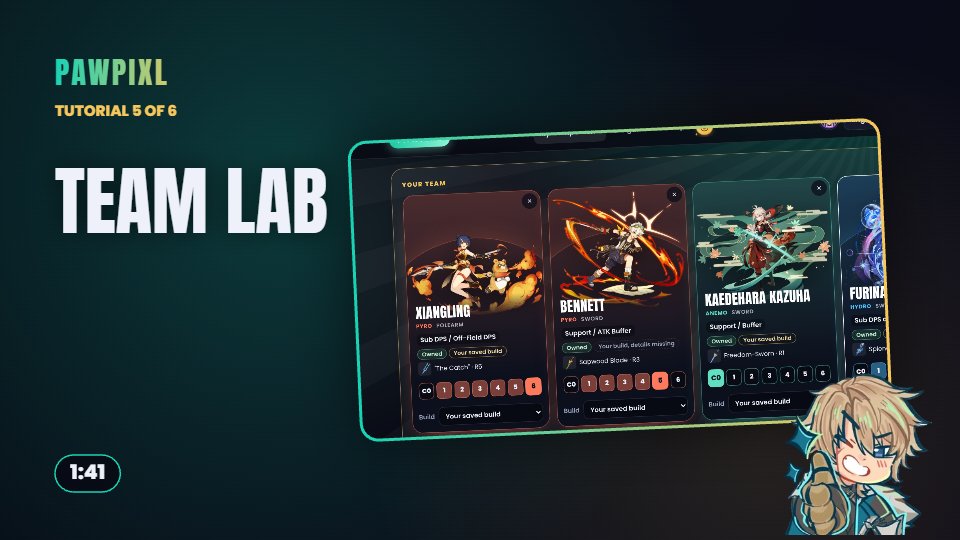 PAWPIXL
TUTORIAL 5 OF 6
TEAM LAB
1:41
YOUR TEAM
XIANGLING
PYRO POLEARM
Sub DPS / Off-Field DPS
Owned Your saved build
"The Catch" · R5
C0 1 2 3 4 5 6
Build Your saved build
BENNETT
PYRO SWORD
Support / ATK Buffer
Owned Your build, details missing
Sapwood Blade · R3
C0 1 2 3 4 5 6
Build Your saved build
KAEDEHARA KAZUHA
ANEMO SWORD
Support / Buffer
Owned Your saved build
Freedom-Sworn · R1
C0 1 2 3 4 5 6
Build Your saved build
FURINA
HYDRO
Sub DPS
Owned
C0 1